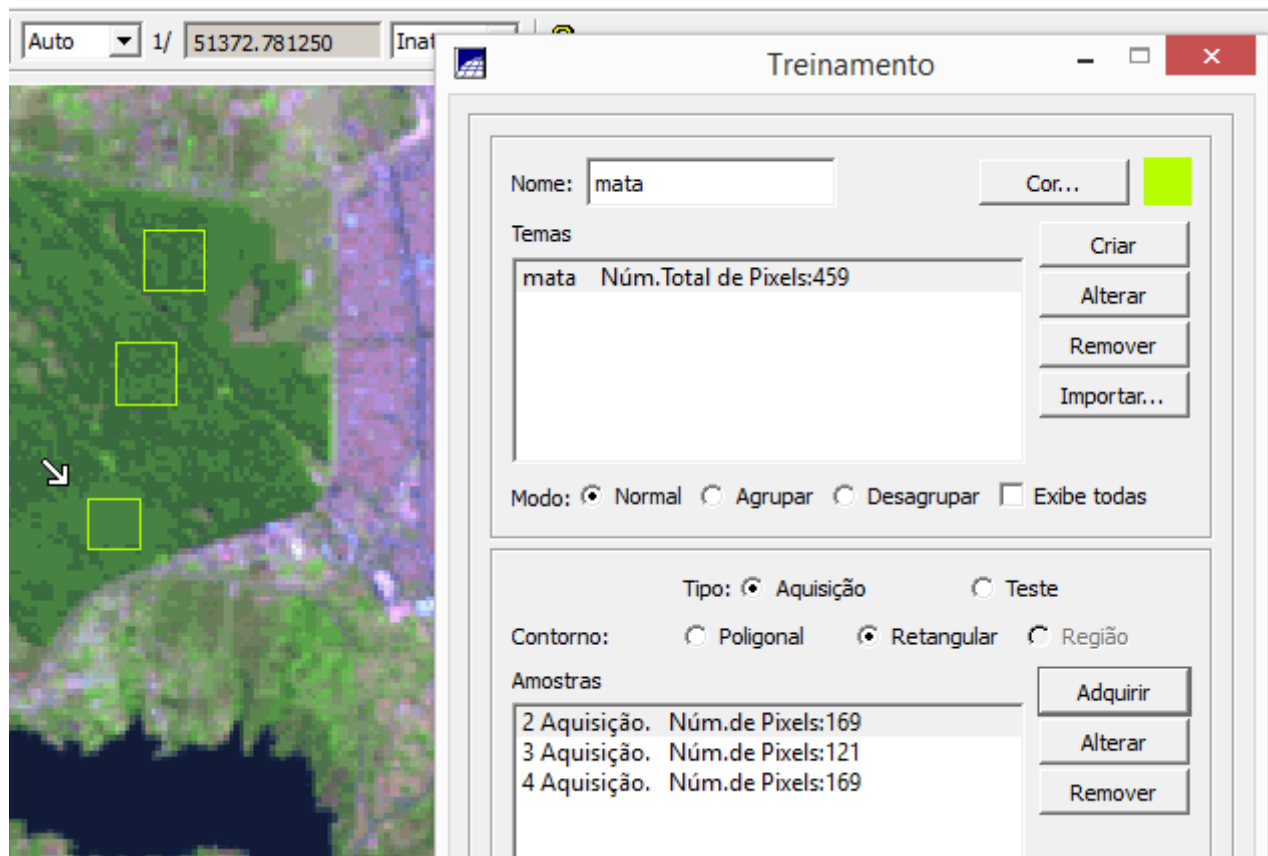 Auto 1/ 51372.781250 Inat
Treinamento
Nome: mata Cor...
Temas
mata Núm.Total de Pixels:459
Criar
Alterar
Remover
Importar...
Modo: Normal Agrupar Desagrupar Exibe todas
Tipo: Aquisição Teste
Contorno: Poligonal Retangular Região
Amostras
Adquirir
2 Aquisição. Núm.de Pixels:169
3 Aquisição. Núm.de Pixels:121
4 Aquisição. Núm.de Pixels:169
Alterar
Remover